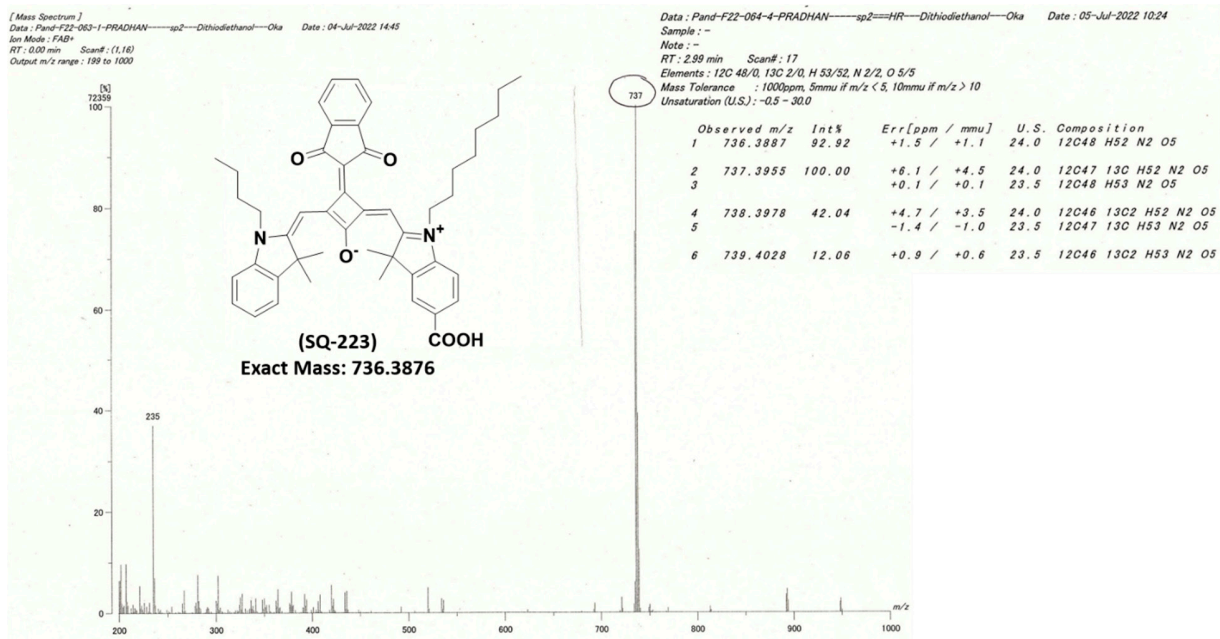 [ Mass Spectrum ]
Data : Pand-F22-063-1-PRADHAN-----sp2---Dithiodiethanol---Oka Date : 04-Jul-2022 14:45
Ion Mode : FAB+
RT : 0.00 min Scan# : (1,16)
Output m/z range : 199 to 1000
Data : Pand-F22-064-4-PRADHAN-----sp2===HR---Dithiodiethanol---Oka Date : 05-Jul-2022 10:24
Sample : -
Note : -
RT : 2.99 min Scan# : 17
Elements : 12C 48/0, 13C 2/0, H 53/52, N 2/2, O 5/5
Mass Tolerance : 1000ppm, 5mmu if m/z < 5, 10mmu if m/z > 10
Unsaturation (U.S.) : -0.5 - 30.0
Observed m/z Int% Err[ppm / mmu] U.S. Composition
1 736.3887 92.92 +1.5 / +1.1 24.0 12C48 H52 N2 O5
2 737.3955 100.00 +6.1 / +4.5 24.0 12C47 13C H52 N2 O5
3 +0.1 / +0.1 23.5 12C48 H53 N2 O5
4 738.3978 42.04 +4.7 / +3.5 24.0 12C46 13C2 H52 N2 O5
5 -1.4 / -1.0 23.5 12C47 13C H53 N2 O5
6 739.4028 12.06 +0.9 / +0.6 23.5 12C46 13C2 H53 N2 O5
[%]
72359
100
80
60
40
20
0
737
235
O O
N N+
O-
COOH
(SQ-223)
Exact Mass: 736.3876
200 300 400 500 600 700 800 900 1000
m/z